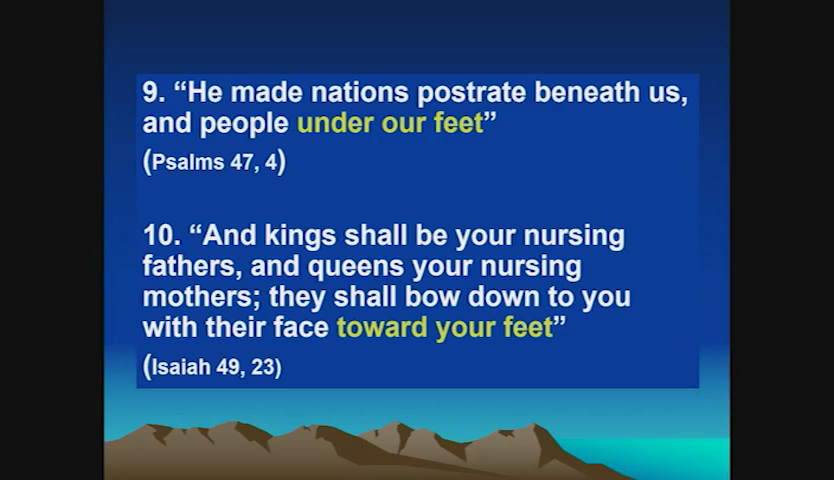 9. “He made nations postrate beneath us,
and people under our feet”
(Psalms 47, 4)
10. “And kings shall be your nursing
fathers, and queens your nursing
mothers; they shall bow down to you
with their face toward your feet”
(Isaiah 49, 23)